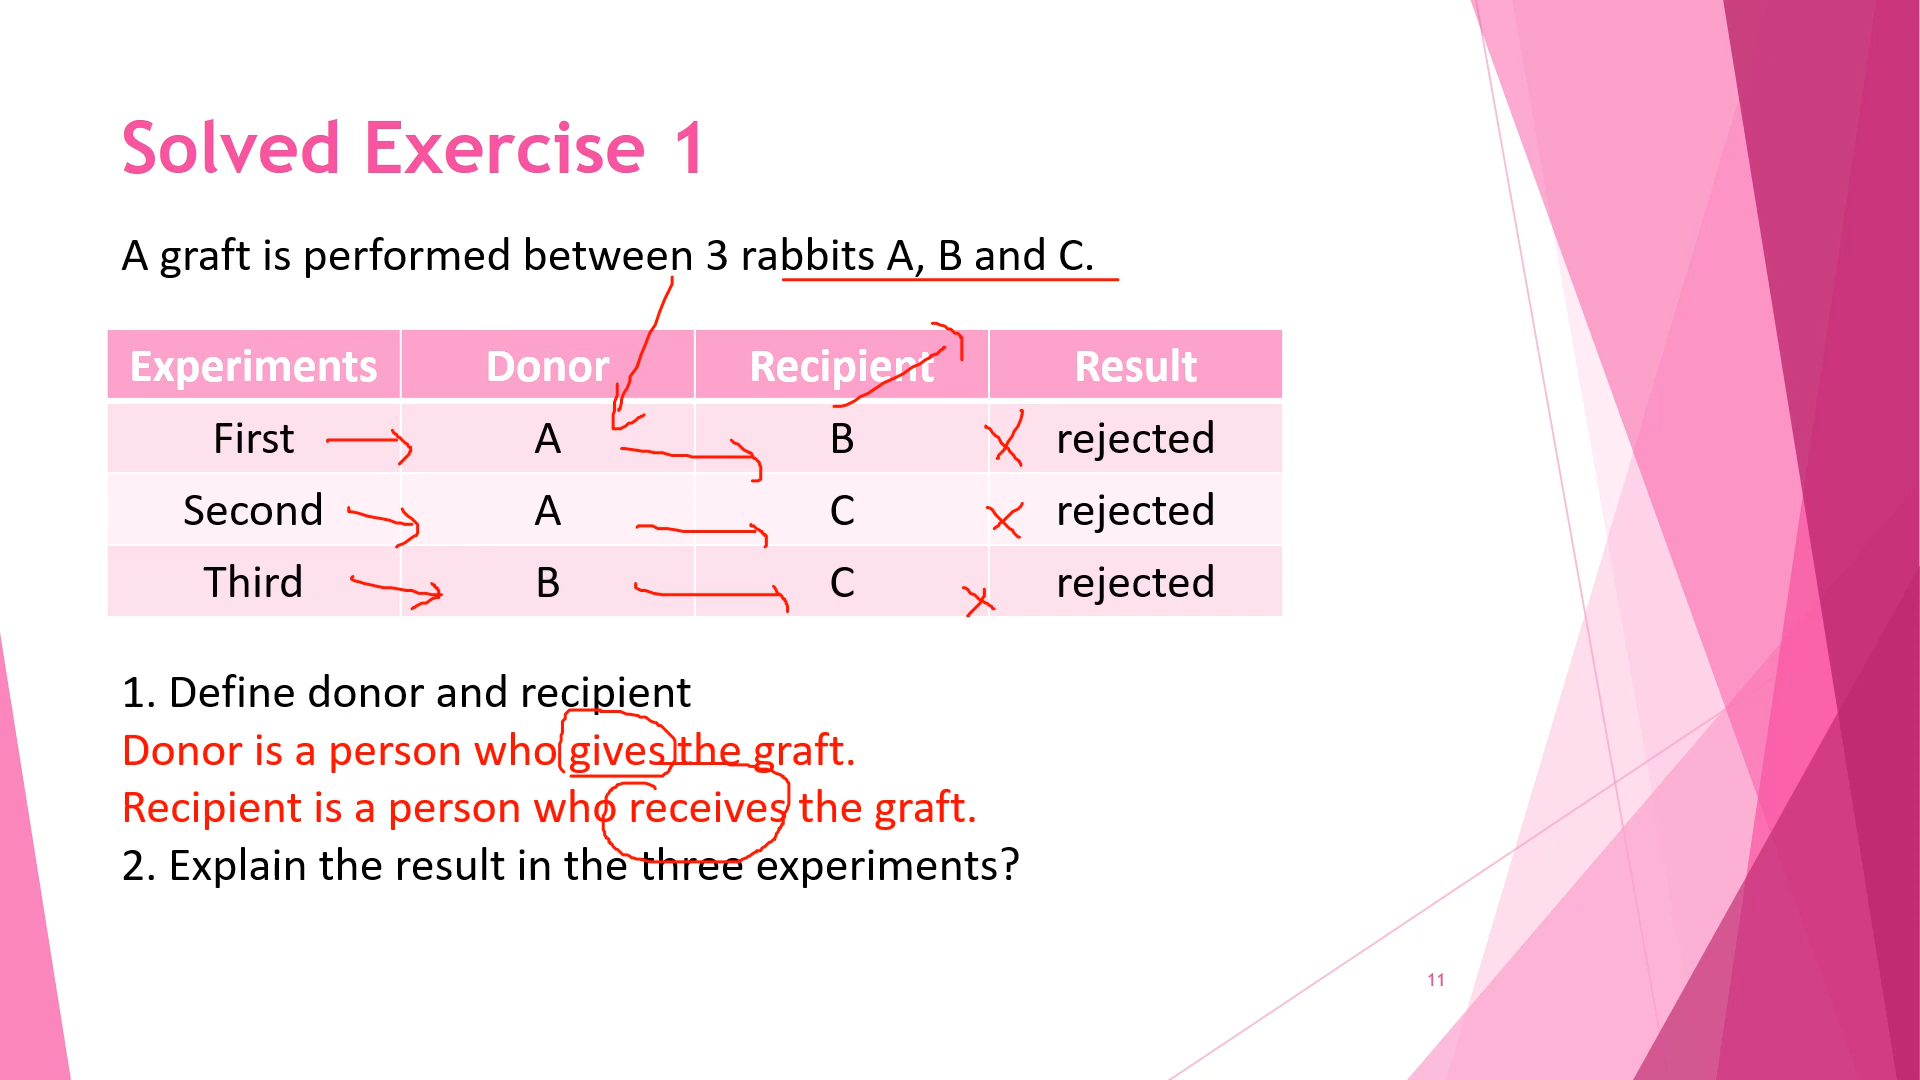 Solved Exercise 1
A graft is performed between 3 rabbits A, B and C.
Experiments Donor Recipient Result
First A B rejected
Second A C rejected
Third B C rejected
1. Define donor and recipient
Donor is a person who gives the graft.
Recipient is a person who receives the graft.
2. Explain the result in the three experiments?
11